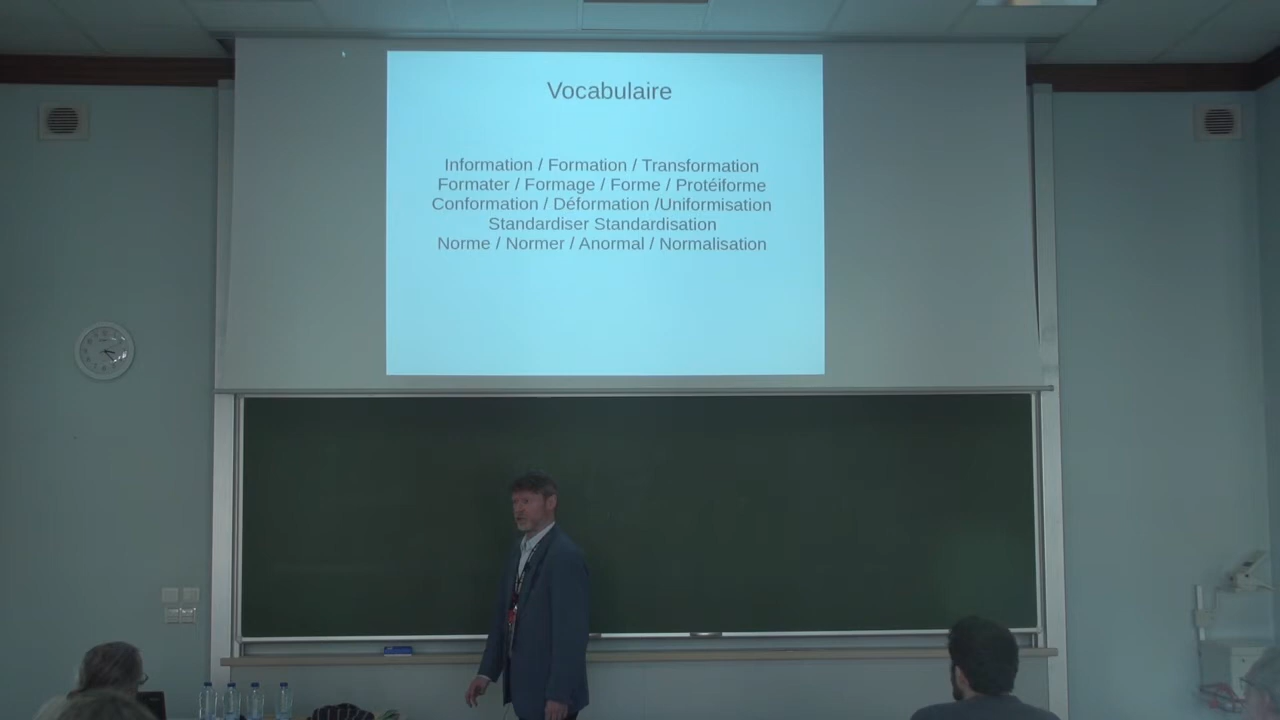 Vocabulaire
Information / Formation / Transformation
Formater / Formage / Forme / Protéiforme
Conformation / Déformation /Uniformisation
Standardiser Standardisation
Norme / Normer / Anormal / Normalisation